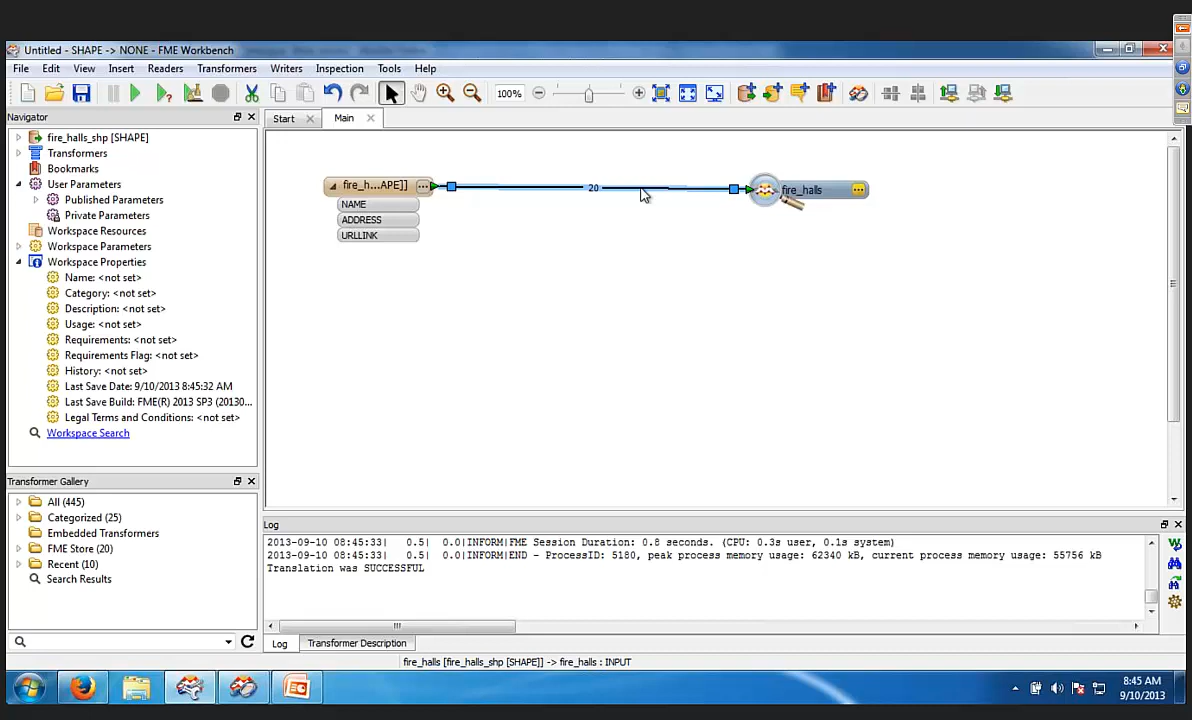 Untitled - SHAPE -> NONE - FME Workbench
File Edit View Insert Readers Transformers Writers Inspection Tools Help
100%
Navigator
Start Main
fire_halls_shp [SHAPE]
Transformers
Bookmarks
User Parameters
Published Parameters
Private Parameters
Workspace Resources
Workspace Parameters
Workspace Properties
Name: <not set>
Category: <not set>
Description: <not set>
Usage: <not set>
Requirements: <not set>
Requirements Flag: <not set>
History: <not set>
Last Save Date: 9/10/2013 8:45:32 AM
Last Save Build: FME(R) 2013 SP3 (20130...
Legal Terms and Conditions: <not set>
Workspace Search
fire_h...APE]]
NAME
ADDRESS
URLLINK
20
fire_halls
Transformer Gallery
All (445)
Categorized (25)
Embedded Transformers
FME Store (20)
Recent (10)
Search Results
Log
2013-09-10 08:45:33| 0.5| 0.0|INFORM|FME Session Duration: 0.8 seconds. (CPU: 0.3s user, 0.1s system)
2013-09-10 08:45:33| 0.5| 0.0|INFORM|END - ProcessID: 5180, peak process memory usage: 62340 kB, current process memory usage: 55756 kB
Translation was SUCCESSFUL
Log Transformer Description
fire_halls [fire_halls_shp [SHAPE]] -> fire_halls : INPUT
8:45 AM
9/10/2013